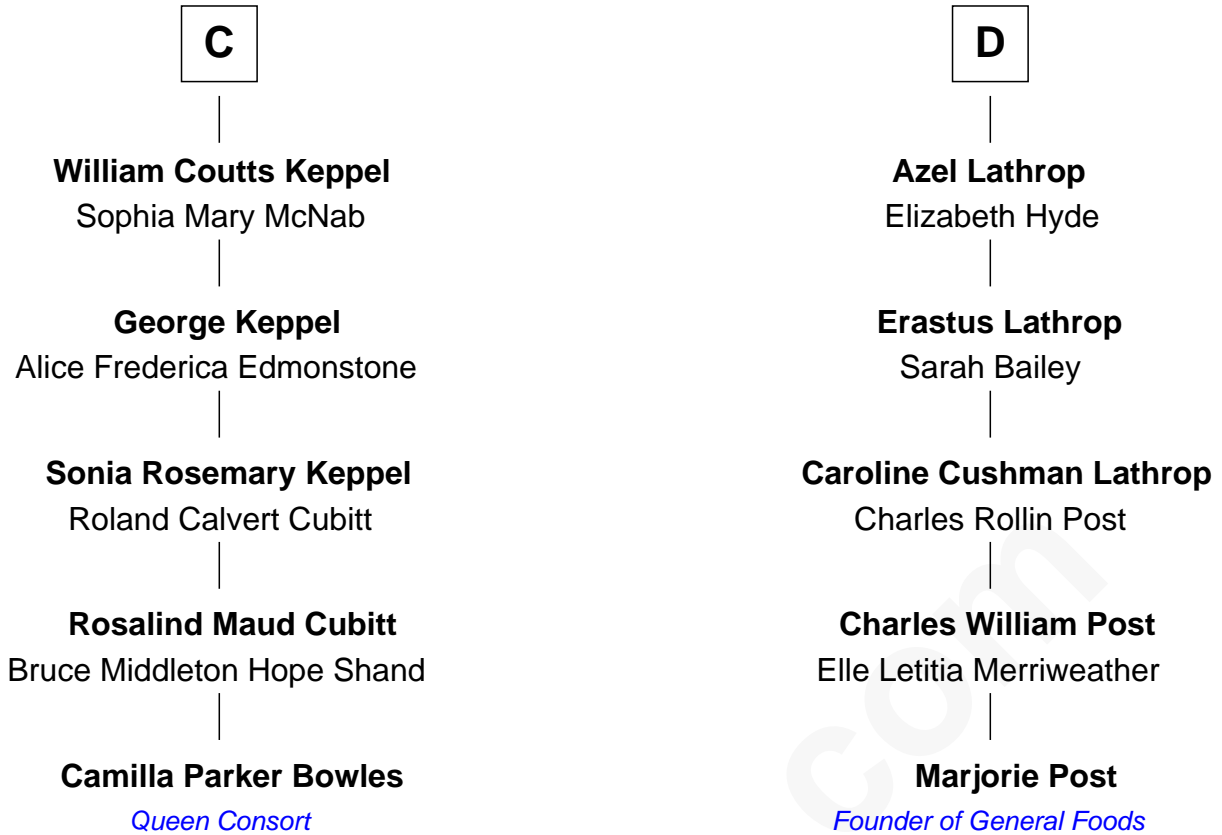 C
William Coutts Keppel
Sophia Mary McNab
George Keppel
Alice Frederica Edmonstone
Sonia Rosemary Keppel
Roland Calvert Cubitt
Rosalind Maud Cubitt
Bruce Middleton Hope Shand
Camilla Parker Bowles
Queen Consort
D
Azel Lathrop
Elizabeth Hyde
Erastus Lathrop
Sarah Bailey
Caroline Cushman Lathrop
Charles Rollin Post
Charles William Post
Elle Letitia Merriweather
Marjorie Post
Founder of General Foods
com